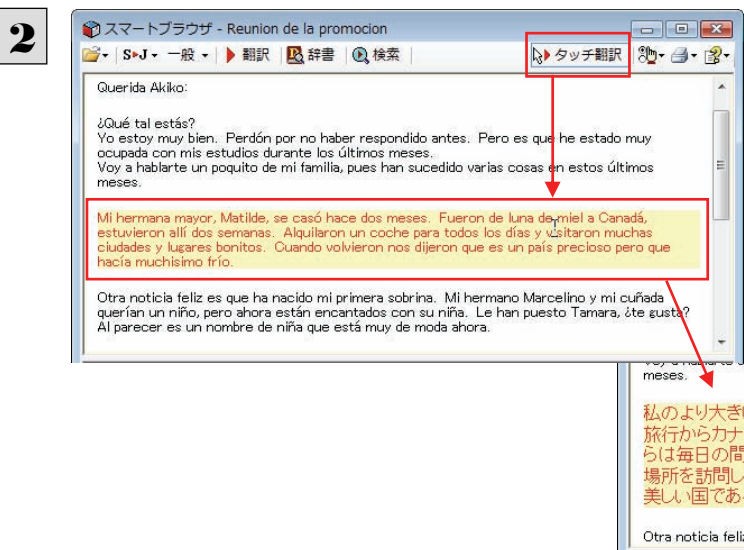 2
スマートブラウザ - Reunion de la promocion
S▸J 一般 翻訳 辞書 検索 タッチ翻訳
Querida Akiko:
¿Qué tal estás?
Yo estoy muy bien. Perdón por no haber respondido antes. Pero es que he estado muy
ocupada con mis estudios durante los últimos meses.
Voy a hablarte un poquito de mi familia, pues han sucedido varias cosas en estos últimos
meses.
Mi hermana mayor, Matilde, se casó hace dos meses. Fueron de luna de miel a Canadá,
estuvieron allí dos semanas. Alquilaron un coche para todos los días y visitaron muchas
ciudades y lugares bonitos. Cuando volvieron nos dijeron que es un país precioso pero que
hacía muchisimo frío.
Otra noticia feliz es que ha nacido mi primera sobrina. Mi hermano Marcelino y mi cuñada
querían un niño, pero ahora están encantados con su niña. Le han puesto Tamara, ¿te gusta?
Al parecer es un nombre de niña que está muy de moda ahora.
meses.
私のより大き
旅行からカナ
らは毎日の間
場所を訪問し
美しい国であ
Otra noticia feli